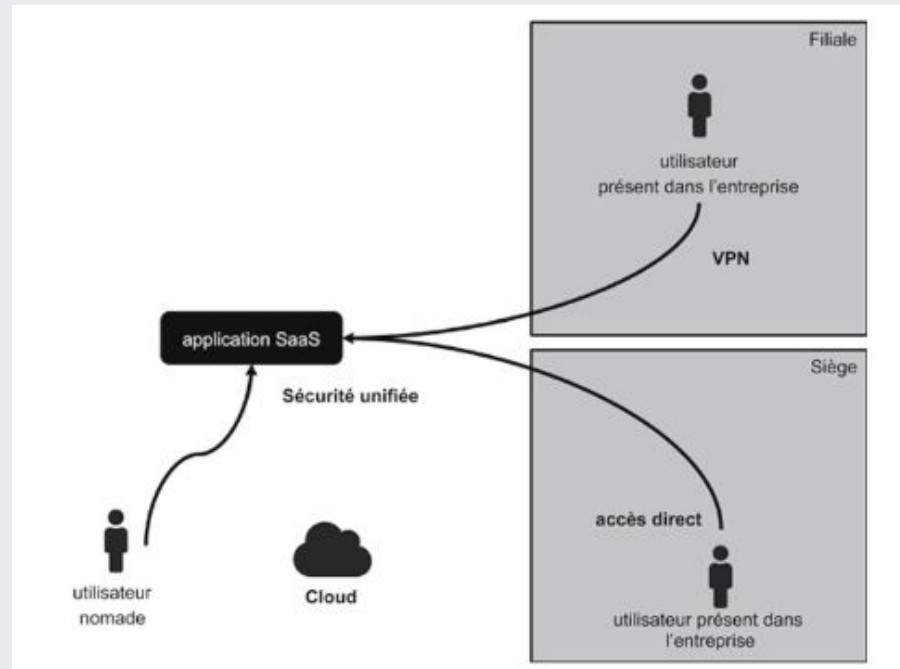 Filiale
utilisateur
présent dans l'entreprise
VPN
application SaaS
Sécurité unifiée
Siège
accès direct
utilisateur présent dans
l'entreprise
utilisateur
nomade
Cloud